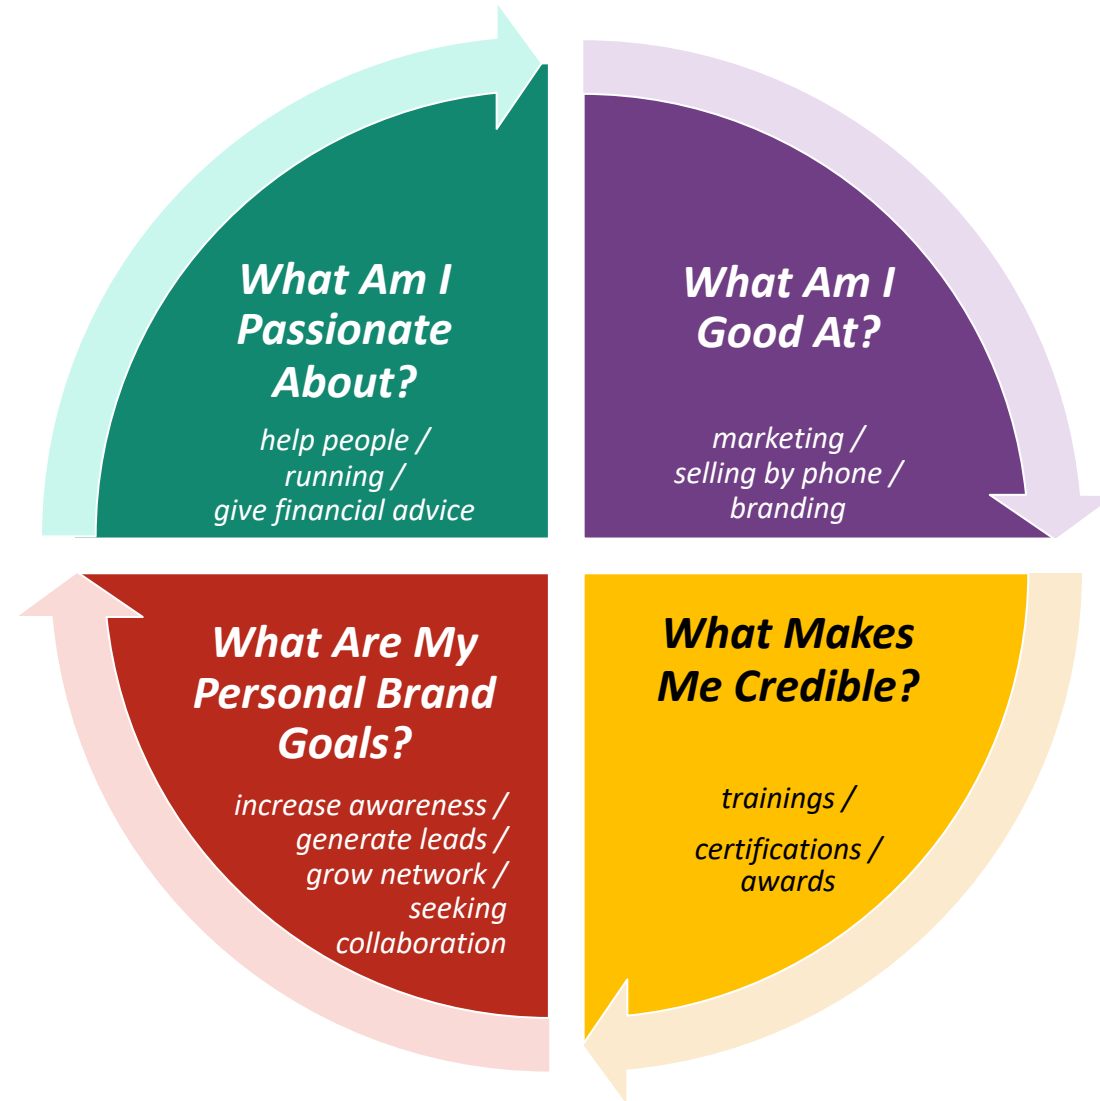 What Am I
Passionate
About?
help people /
running /
give financial advice
What Am I
Good At?
marketing /
selling by phone /
branding
What Are My
Personal Brand
Goals?
increase awareness /
generate leads /
grow network /
seeking
collaboration
What Makes
Me Credible?
trainings /
certifications /
awards